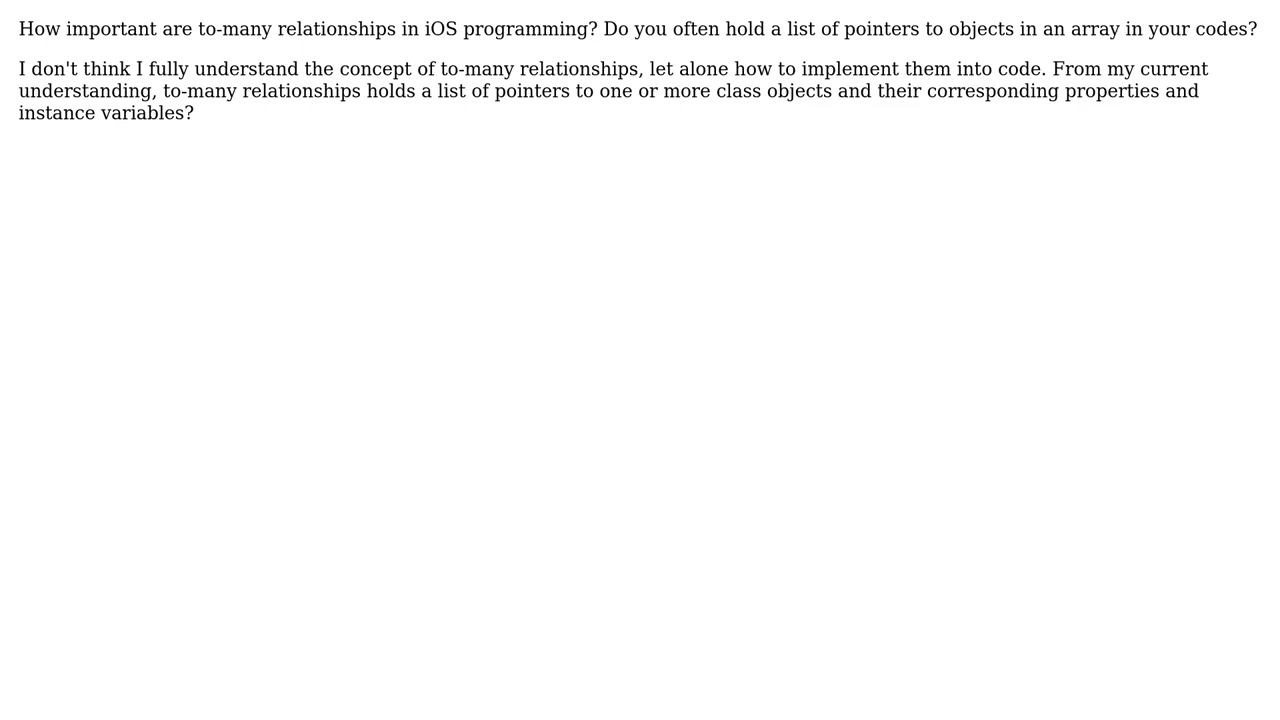 How important are to-many relationships in iOS programming? Do you often hold a list of pointers to objects in an array in your codes?
I don't think I fully understand the concept of to-many relationships, let alone how to implement them into code. From my current
understanding, to-many relationships holds a list of pointers to one or more class objects and their corresponding properties and
instance variables?